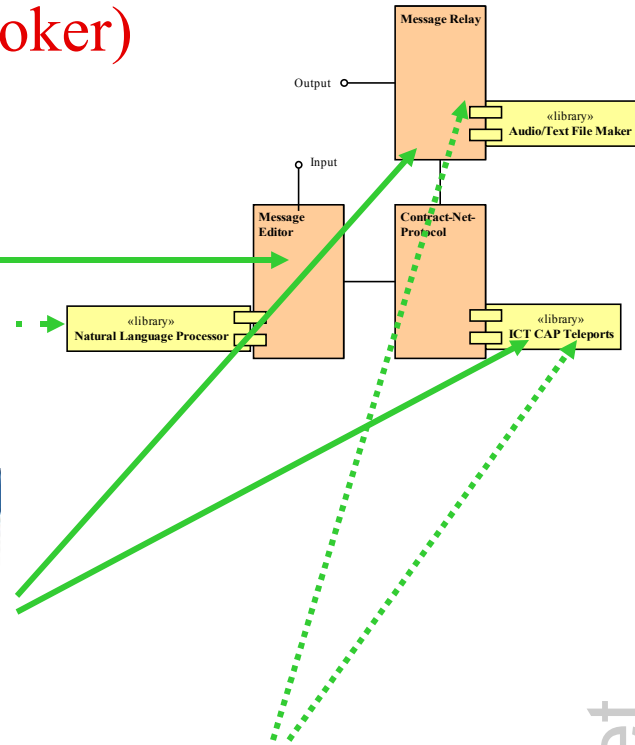 oker)
Message Relay
Output
«library»
Audio/Text File Maker
Input
Message
Editor
Contract-Net-
Protocol
«library»
Natural Language Processor
«library»
ICT CAP Teleports
et